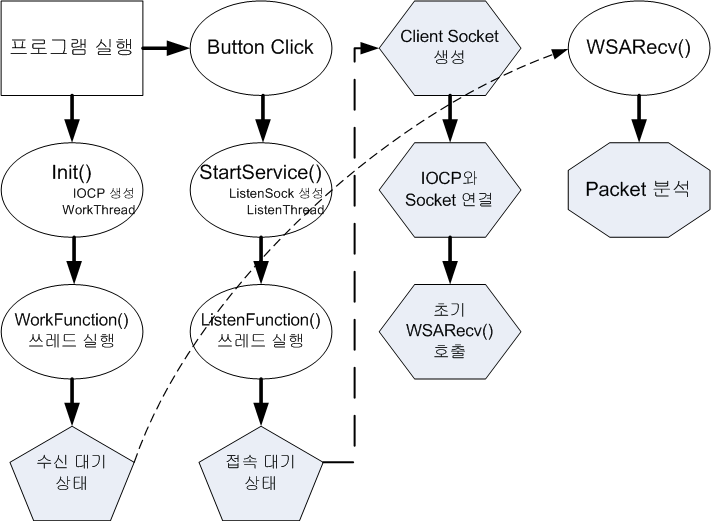 프로그램 실행
Button Click
Client Socket
생성
WSARecv()
Init()
IOCP 생성
WorkThread
StartService()
ListenSock 생성
ListenThread
IOCP와
Socket 연결
Packet 분석
WorkFunction()
쓰레드 실행
ListenFunction()
쓰레드 실행
초기
WSARecv()
호출
수신 대기
상태
접속 대기
상태